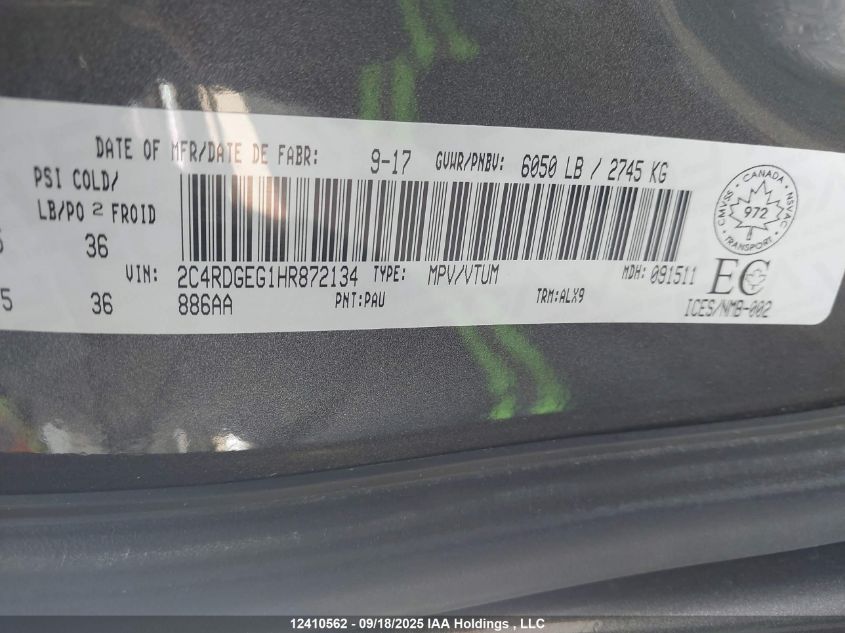 DATE OF MFR/DATE DE FABR: 9-17 GVWR/PNBV: 6050 LB / 2745 KG
PSI COLD/
LB/PO 2 FROID
36
VIN: 2C4RDGEG1HR872134 TYPE: MPV/VTUM MDH: 091511
5 36 886AA PNT:PAU TRM:ALX9
CMVSS CANADA NSVAC
972
TRANSPORT
EC
ICES/NMB-002
12410562 - 09/18/2025 IAA Holdings , LLC